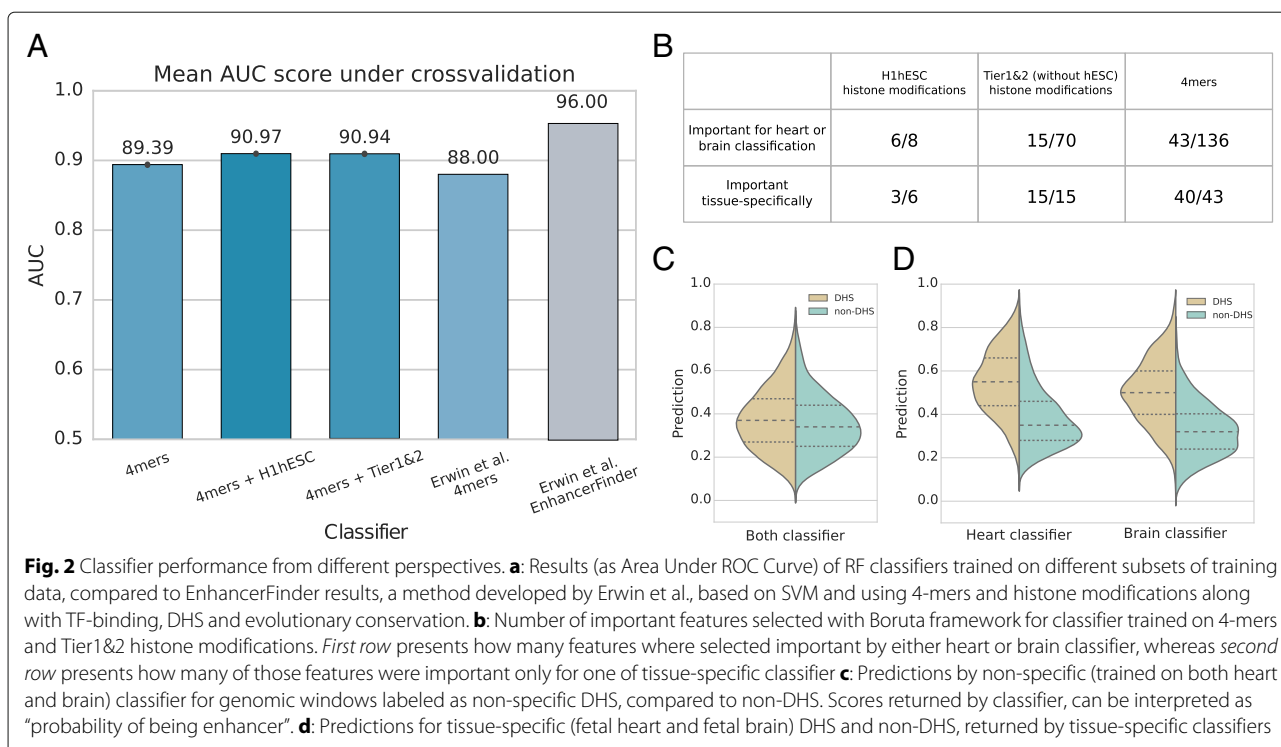 A
Mean AUC score under crossvalidation
1.0
0.9
0.8
0.7
0.6
0.5
AUC
89.39
90.97
90.94
88.00
96.00
4mers
4mers + H1hESC
4mers + Tier1&2
Erwin et al.
4mers
Erwin et al.
EnhancerFinder
Classifier
B
H1hESC
histone modifications
Tier1&2 (without hESC)
histone modifications
4mers
Important for heart or
brain classification
6/8
15/70
43/136
Important
tissue-specifically
3/6
15/15
40/43
C
1.0
0.8
0.6
0.4
0.2
0.0
Prediction
DHS
non-DHS
Both classifier
D
1.0
0.8
0.6
0.4
0.2
0.0
Prediction
DHS
non-DHS
Heart classifier
Brain classifier
Fig. 2 Classifier performance from different perspectives. a: Results (as Area Under ROC Curve) of RF classifiers trained on different subsets of training
data, compared to EnhancerFinder results, a method developed by Erwin et al., based on SVM and using 4-mers and histone modifications along
with TF-binding, DHS and evolutionary conservation. b: Number of important features selected with Boruta framework for classifier trained on 4-mers
and Tier1&2 histone modifications. First row presents how many features where selected important by either heart or brain classifier, whereas second
row presents how many of those features were important only for one of tissue-specific classifier c: Predictions by non-specific (trained on both heart
and brain) classifier for genomic windows labeled as non-specific DHS, compared to non-DHS. Scores returned by classifier, can be interpreted as
“probability of being enhancer”. d: Predictions for tissue-specific (fetal heart and fetal brain) DHS and non-DHS, returned by tissue-specific classifiers